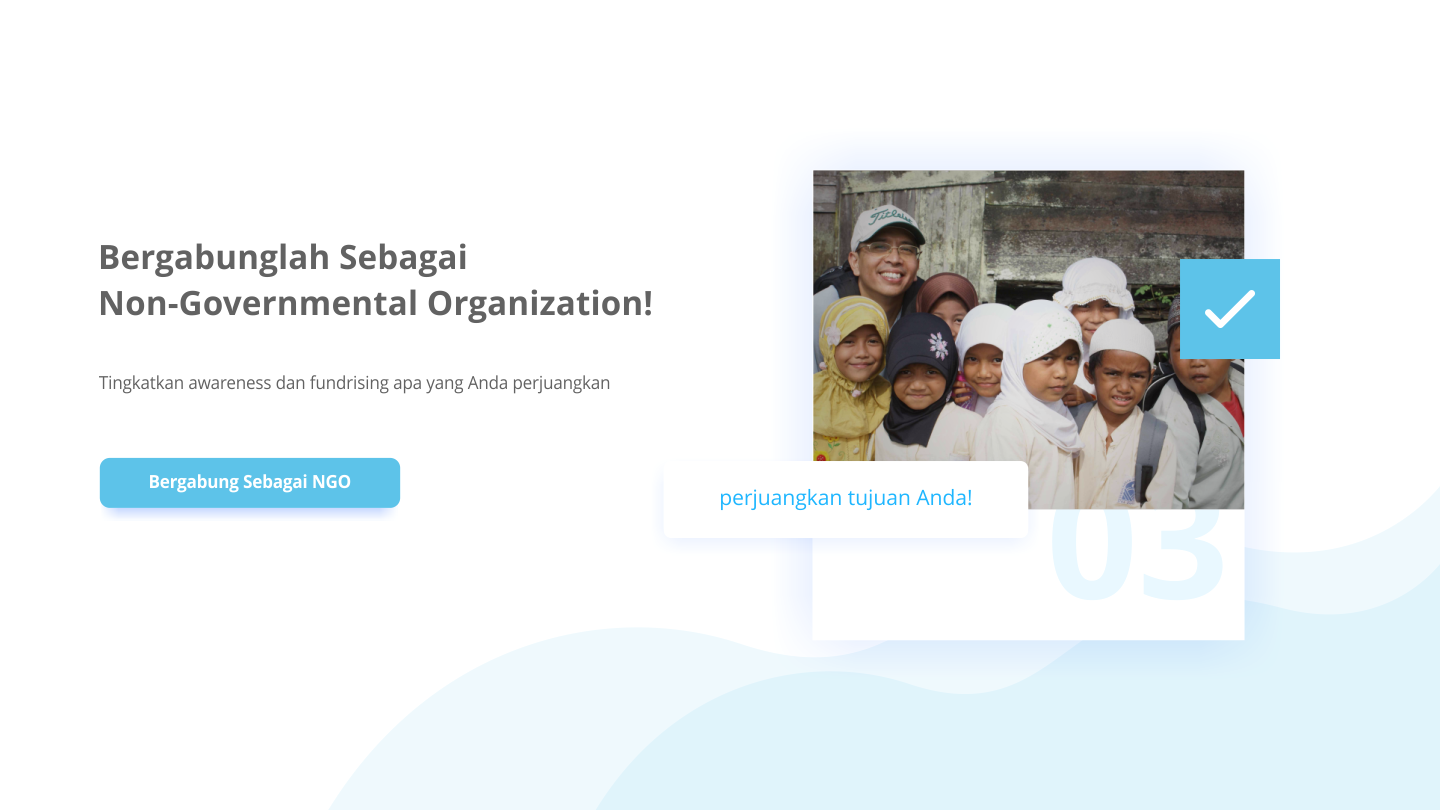 Bergabunglah Sebagai
Non-Governmental Organization!
Tingkatkan awareness dan fundrising apa yang Anda perjuangkan
Bergabung Sebagai NGO
Titleist
perjuangkan tujuan Anda!
03